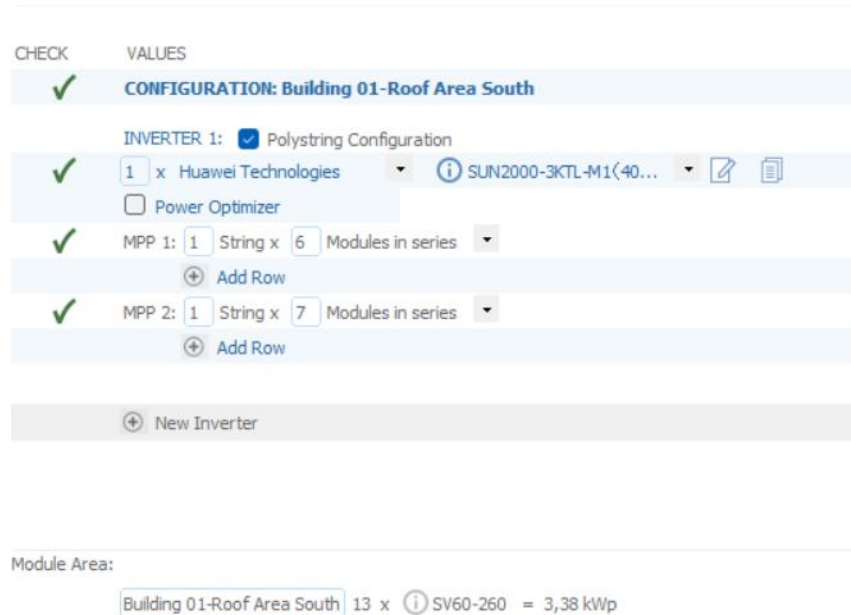 CHECK VALUES
CONFIGURATION: Building 01-Roof Area South
INVERTER 1: Polystring Configuration
1 x Huawei Technologies SUN2000-3KTL-M1(40...
Power Optimizer
MPP 1: 1 String x 6 Modules in series
Add Row
MPP 2: 1 String x 7 Modules in series
Add Row
New Inverter
Module Area:
Building 01-Roof Area South 13 x SV60-260 = 3,38 kWp